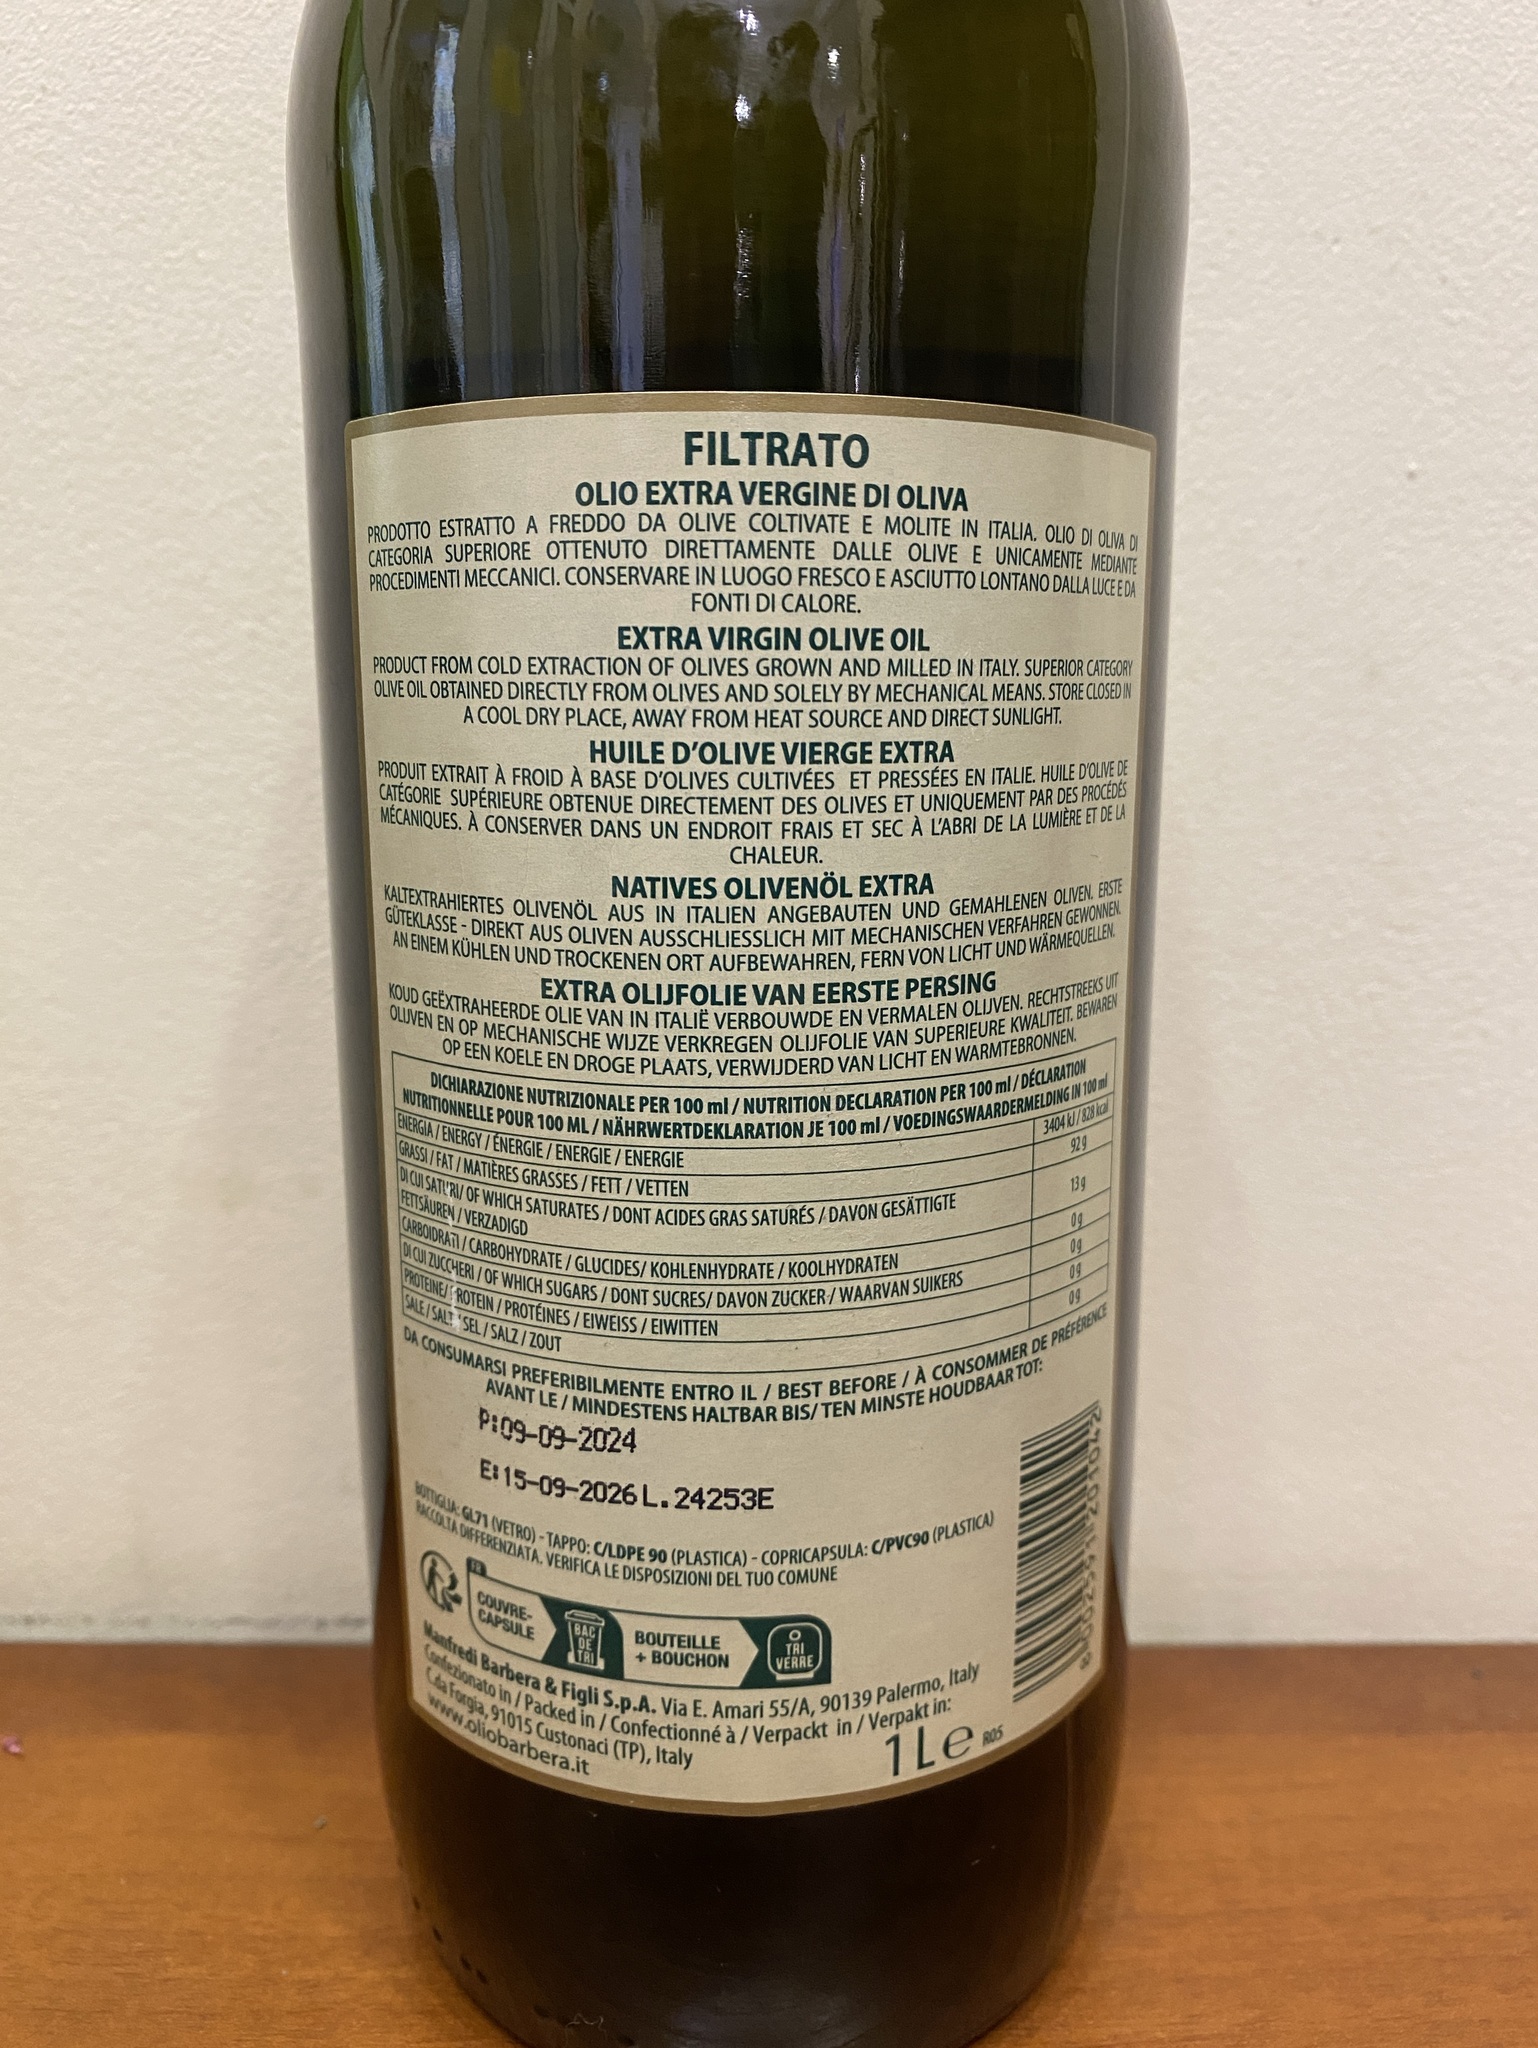 FILTRATO
OLIO EXTRA VERGINE DI OLIVA
PRODOTTO ESTRATTO A FREDDO DA OLIVE COLTIVATE E MOLITE IN ITALIA. OLIO DI OLIVA DI
CATEGORIA SUPERIORE OTTENUTO DIRETTAMENTE DALLE OLIVE E UNICAMENTE MEDIANTE
PROCEDIMENTI MECCANICI. CONSERVARE IN LUOGO FRESCO E ASCIUTTO LONTANO DALLA LUCE E DA
FONTI DI CALORE.
EXTRA VIRGIN OLIVE OIL
PRODUCT FROM COLD EXTRACTION OF OLIVES GROWN AND MILLED IN ITALY. SUPERIOR CATEGORY
OLIVE OIL OBTAINED DIRECTLY FROM OLIVES AND SOLELY BY MECHANICAL MEANS. STORE CLOSED IN
A COOL DRY PLACE, AWAY FROM HEAT SOURCE AND DIRECT SUNLIGHT.
HUILE D'OLIVE VIERGE EXTRA
PRODUIT EXTRAIT À FROID À BASE D'OLIVES CULTIVÉES ET PRESSÉES EN ITALIE. HUILE D'OLIVE DE
CATÉGORIE SUPÉRIEURE OBTENUE DIRECTEMENT DES OLIVES ET UNIQUEMENT PAR DES PROCÉDÉS
MÉCANIQUES. À CONSERVER DANS UN ENDROIT FRAIS ET SEC À L'ABRI DE LA LUMIÈRE ET DE LA
CHALEUR.
NATIVES OLIVENÖL EXTRA
KALTEXTRAHIERTES OLIVENÖL AUS IN ITALIEN ANGEBAUTEN UND GEMAHLENEN OLIVEN. ERSTE
GÜTEKLASSE - DIREKT AUS OLIVEN AUSSCHLIESSLICH MIT MECHANISCHEN VERFAHREN GEWONNEN.
AN EINEM KÜHLEN UND TROCKENEN ORT AUFBEWAHREN, FERN VON LICHT UND WÄRMEQUELLEN.
EXTRA OLIJFOLIE VAN EERSTE PERSING
KOUD GEËXTRAHEERDE OLIE VAN IN ITALIË VERBOUWDE EN VERMALEN OLIJVEN. RECHTSTREEKS UIT
OLIJVEN EN OP MECHANISCHE WIJZE VERKREGEN OLIJFOLIE VAN SUPERIEURE KWALITEIT. BEWAREN
OP EEN KOELE EN DROGE PLAATS, VERWIJDERD VAN LICHT EN WARMTEBRONNEN.
DICHIARAZIONE NUTRIZIONALE PER 100 ml / NUTRITION DECLARATION PER 100 ml / DÉCLARATION
NUTRITIONNELLE POUR 100 ML / NÄHRWERTDEKLARATION JE 100 ml / VOEDINGSWAARDERMELDING IN 100 ml
ENERGIA / ENERGY / ÉNERGIE / ENERGIE / ENERGIE 3404 kJ / 828 kcal
GRASSI / FAT / MATIÈRES GRASSES / FETT / VETTEN 92 g
DI CUI SATURI/ OF WHICH SATURATES / DONT ACIDES GRAS SATURÉS / DAVON GESÄTTIGTE
FETTSÄUREN / VERZADIGD 13 g
CARBOIDRATI / CARBOHYDRATE / GLUCIDES/ KOHLENHYDRATE / KOOLHYDRATEN 0 g
DI CUI ZUCCHERI / OF WHICH SUGARS / DONT SUCRES/ DAVON ZUCKER / WAARVAN SUIKERS 0 g
PROTEINE/ PROTEIN / PROTÉINES / EIWEISS / EIWITTEN 0 g
SALE / SALT / SEL / SALZ / ZOUT 0 g
DA CONSUMARSI PREFERIBILMENTE ENTRO IL / BEST BEFORE / À CONSOMMER DE PRÉFÉRENCE
AVANT LE / MINDESTENS HALTBAR BIS/ TEN MINSTE HOUDBAAR TOT:
P:09-09-2024
E:15-09-2026 L.24253E
BOTTIGLIA: GL71 (VETRO) - TAPPO: C/LDPE 90 (PLASTICA) - COPRICAPSULA: C/PVC90 (PLASTICA)
RACCOLTA DIFFERENZIATA. VERIFICA LE DISPOSIZIONI DEL TUO COMUNE
FR
COUVRE-
CAPSULE
BAC
DE
TRI
BOUTEILLE
+ BOUCHON
TRI
VERRE
Manfredi Barbera & Figli S.p.A. Via E. Amari 55/A, 90139 Palermo, Italy
Confezionato in / Packed in / Confectionné à / Verpackt in / Verpakt in:
C.da Forgia, 91015 Custonaci (TP), Italy
www.oliobarbera.it
1 L e R05